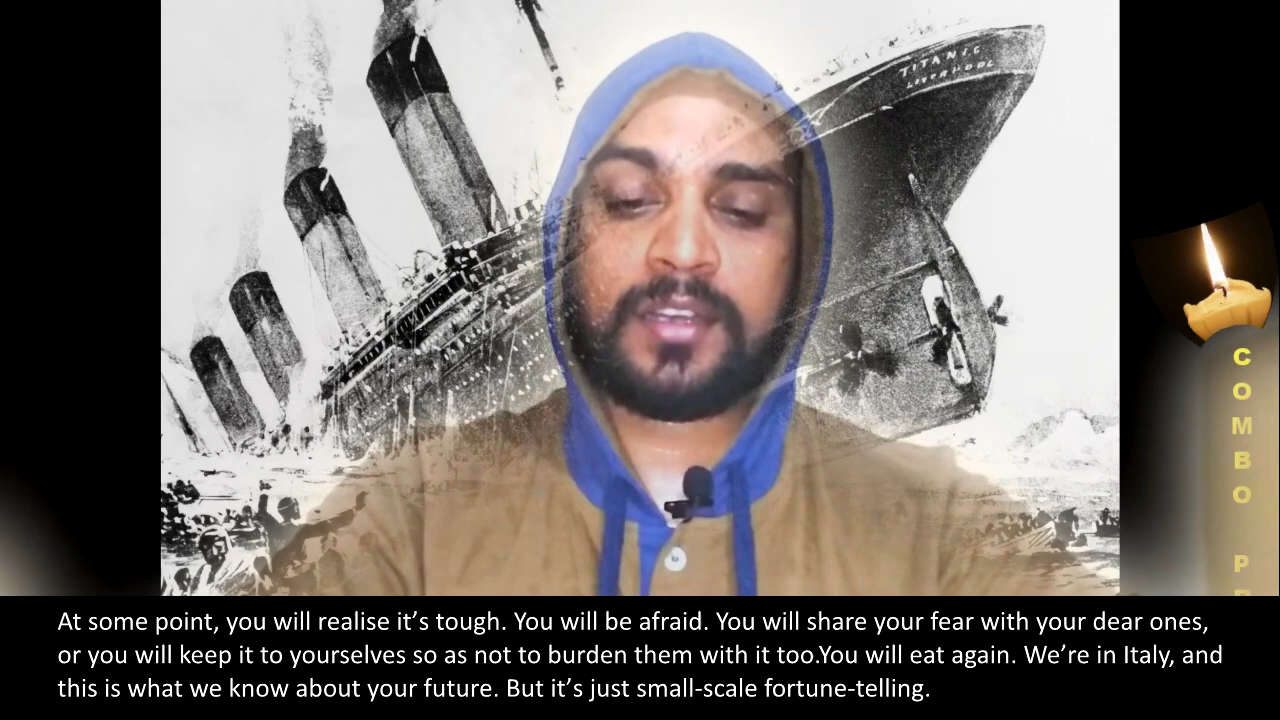 TITANIC
LIVERPOOL
C
O
M
B
O
P
At some point, you will realise it’s tough. You will be afraid. You will share your fear with your dear ones,
or you will keep it to yourselves so as not to burden them with it too.You will eat again. We’re in Italy, and
this is what we know about your future. But it’s just small-scale fortune-telling.